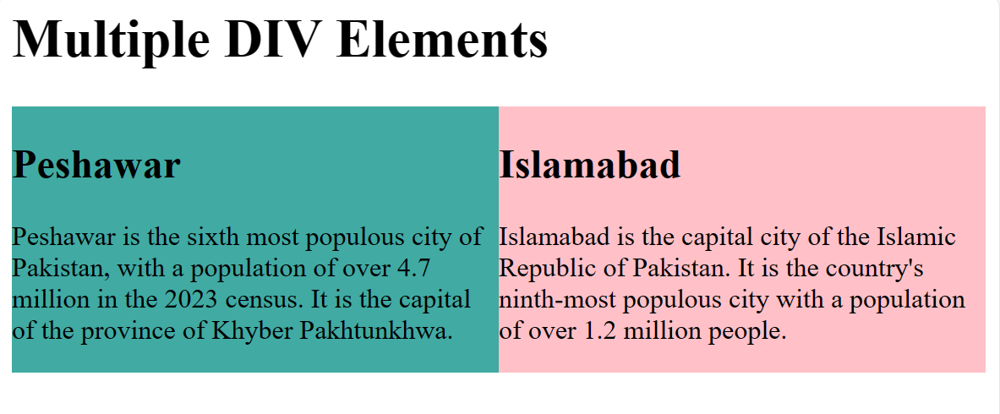 Multiple DIV Elements
Peshawar
Peshawar is the sixth most populous city of
Pakistan, with a population of over 4.7
million in the 2023 census. It is the capital
of the province of Khyber Pakhtunkhwa.
Islamabad
Islamabad is the capital city of the Islamic
Republic of Pakistan. It is the country's
ninth-most populous city with a population
of over 1.2 million people.